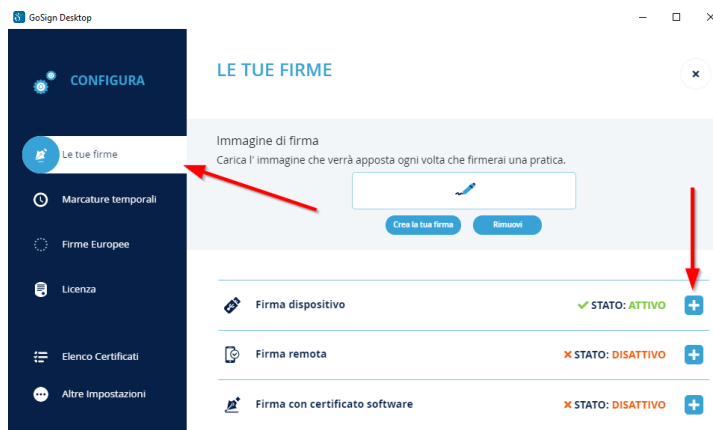 GoSign Desktop
CONFIGURA
LE TUE FIRME
Le tue firme
Marcature temporali
Firme Europee
Licenza
Elenco Certificati
Altre Impostazioni
Immagine di firma
Carica l' immagine che verrà apposta ogni volta che firmerai una pratica.
Crea la tua firma Rimuovi
Firma dispositivo STATO: ATTIVO
Firma remota STATO: DISATTIVO
Firma con certificato software STATO: DISATTIVO